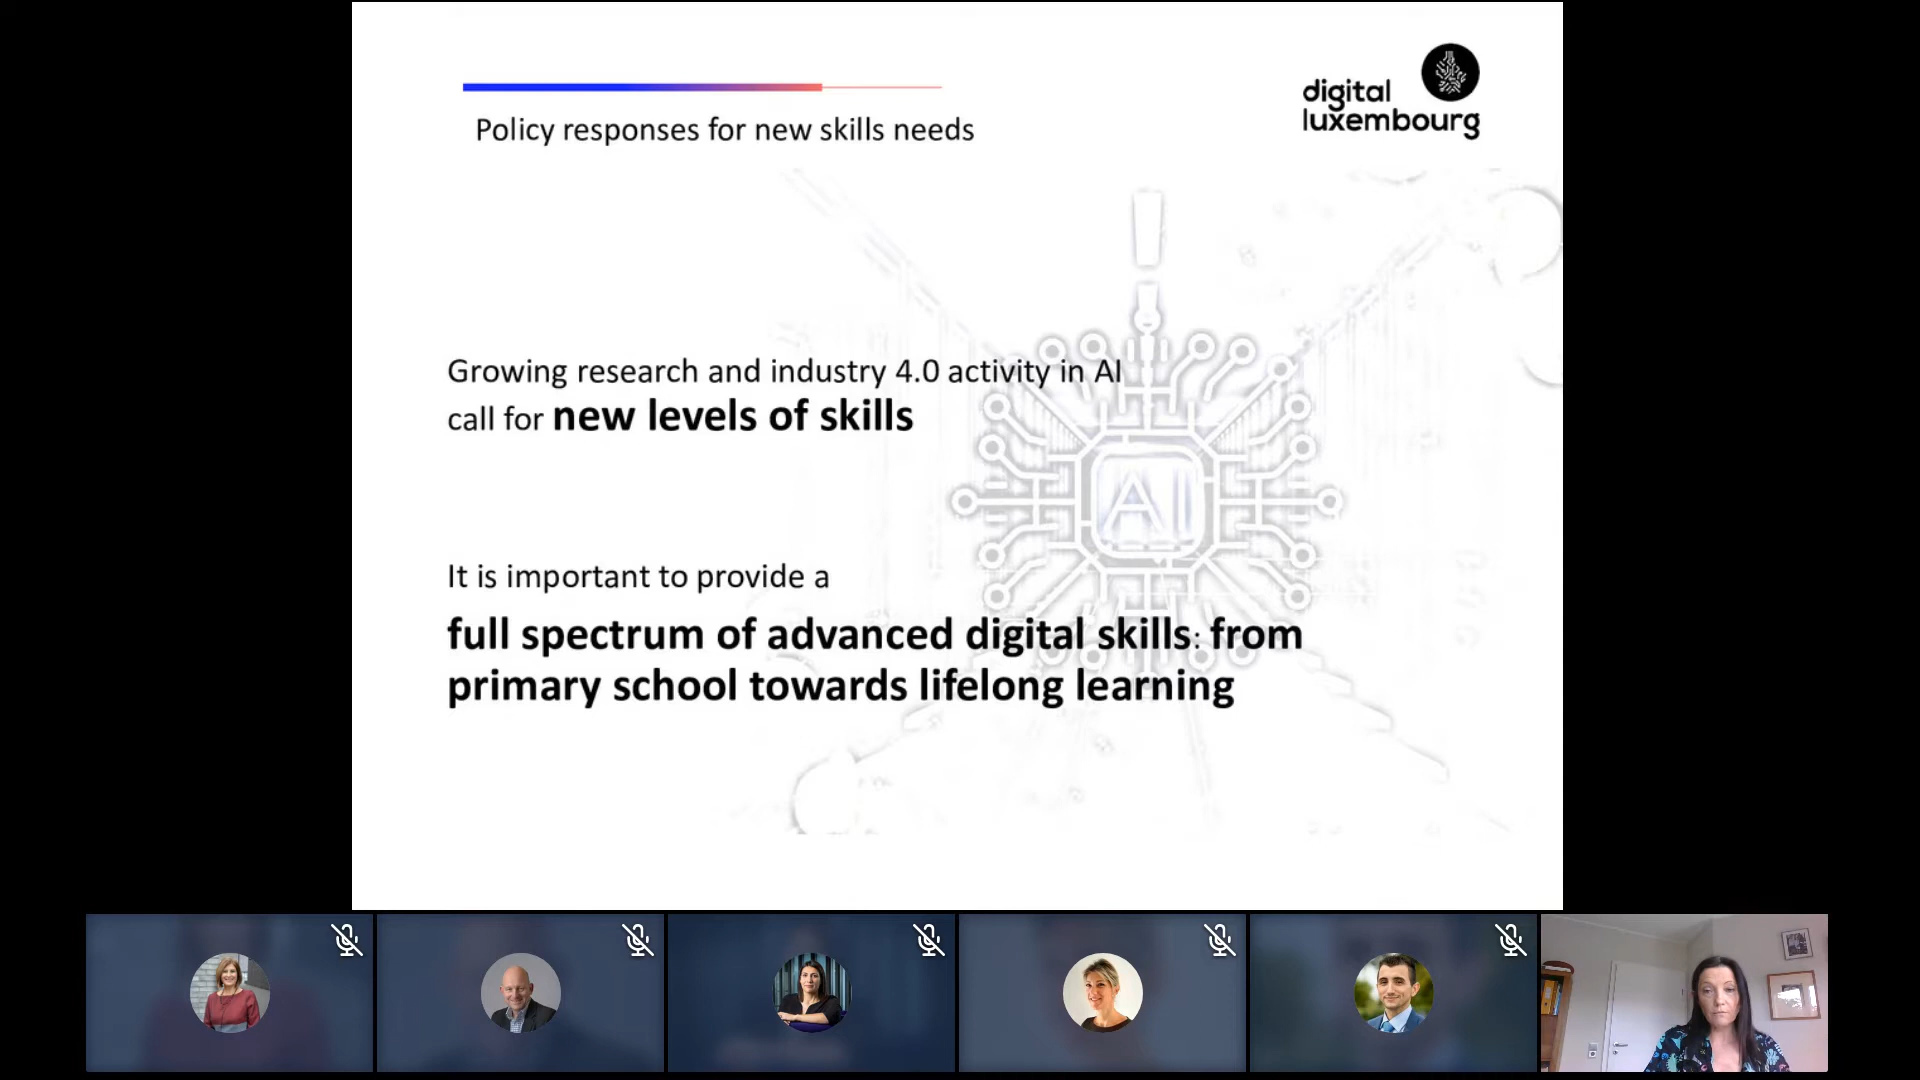 digital
luxembourg
Policy responses for new skills needs
Growing research and industry 4.0 activity in AI
call for new levels of skills
AI
It is important to provide a
full spectrum of advanced digital skills: from
primary school towards lifelong learning